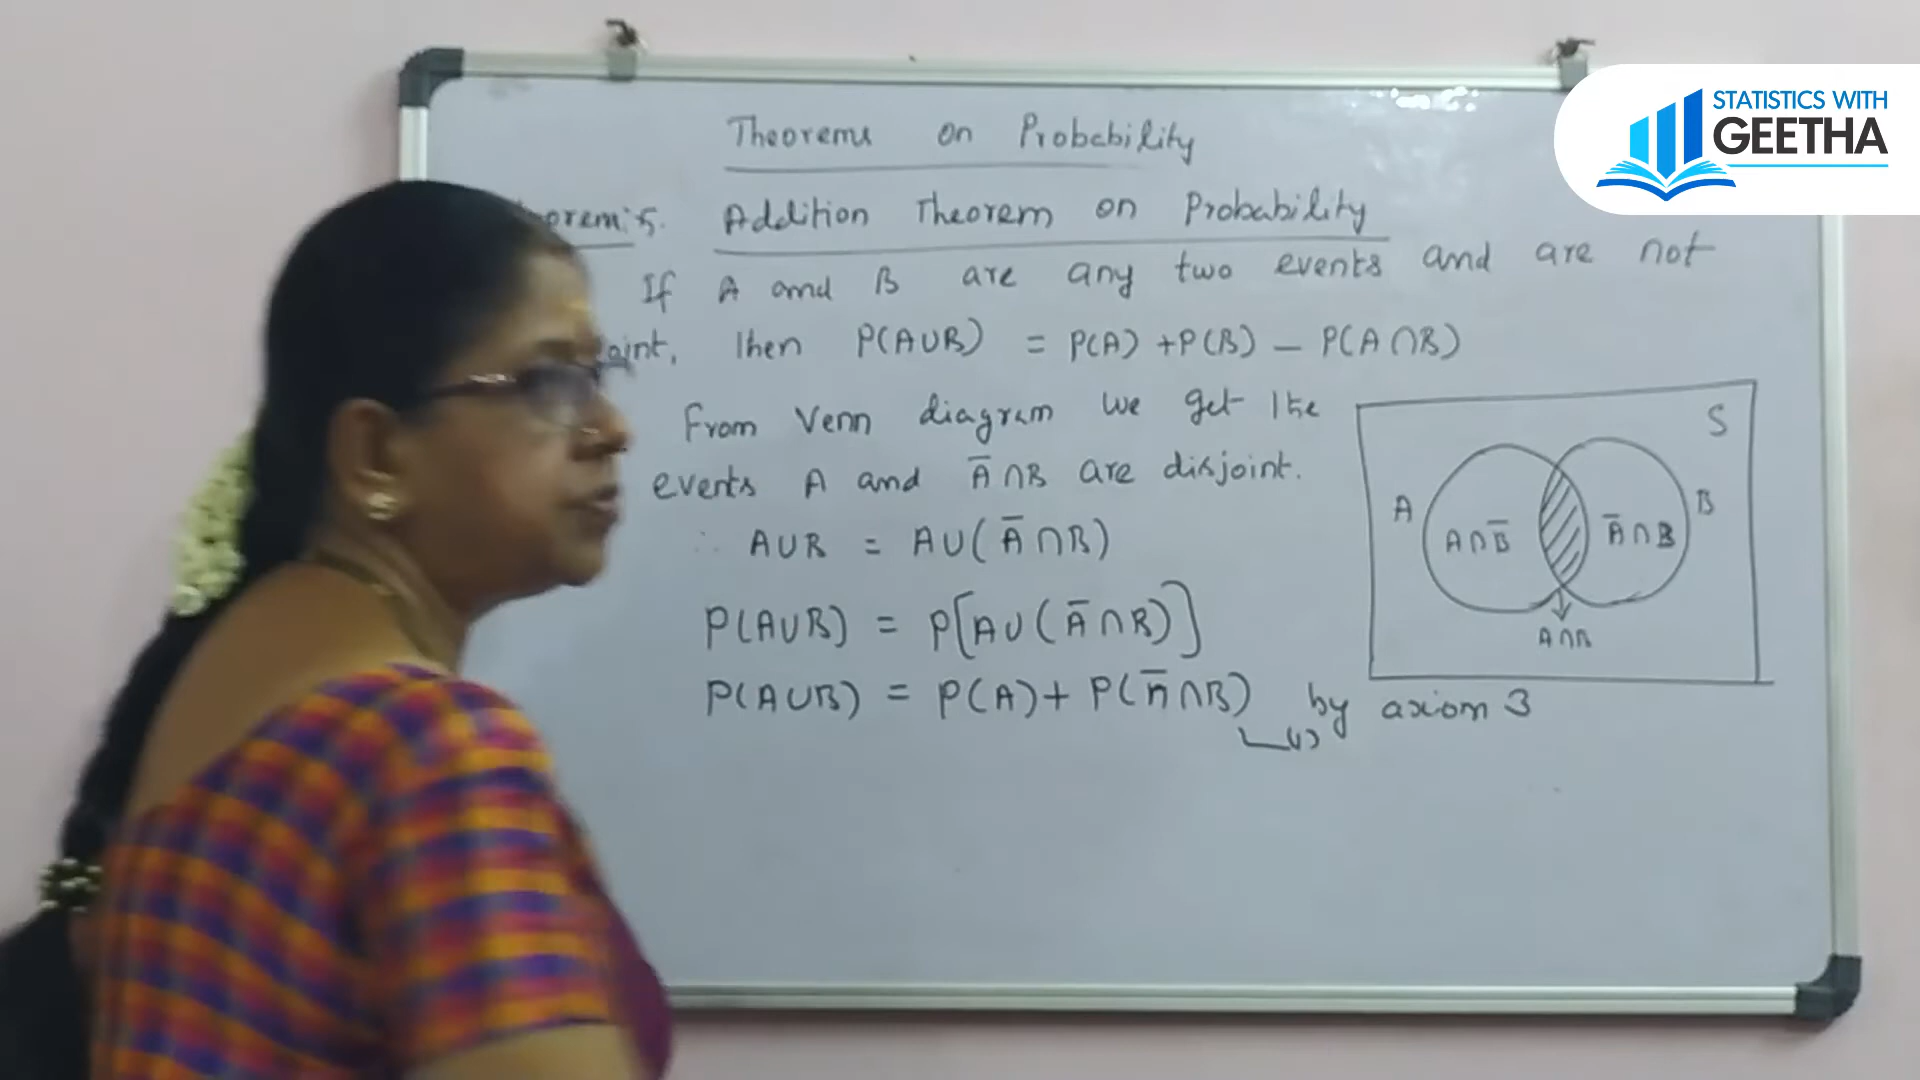 STATISTICS WITH
GEETHA
Theorems on Probability
Addition Theorem on Probability
If A and B are any two events and are not
then P(A∪B) = P(A) + P(B) – P(A∩B)
From Venn diagram we get the
events A and A̅∩B are disjoint.
∴ A∪B = A∪(A̅∩B)
P(A∪B) = P[A∪(A̅∩B)]
P(A∪B) = P(A) + P(A̅∩B) by axiom 3
(1)
S
A
B
A∩B̅
A̅∩B
A∩B